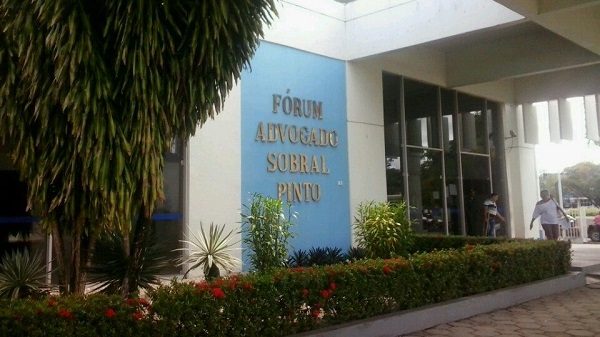 FÓRUM
ADVOGADO
SOBRAL
PINTO